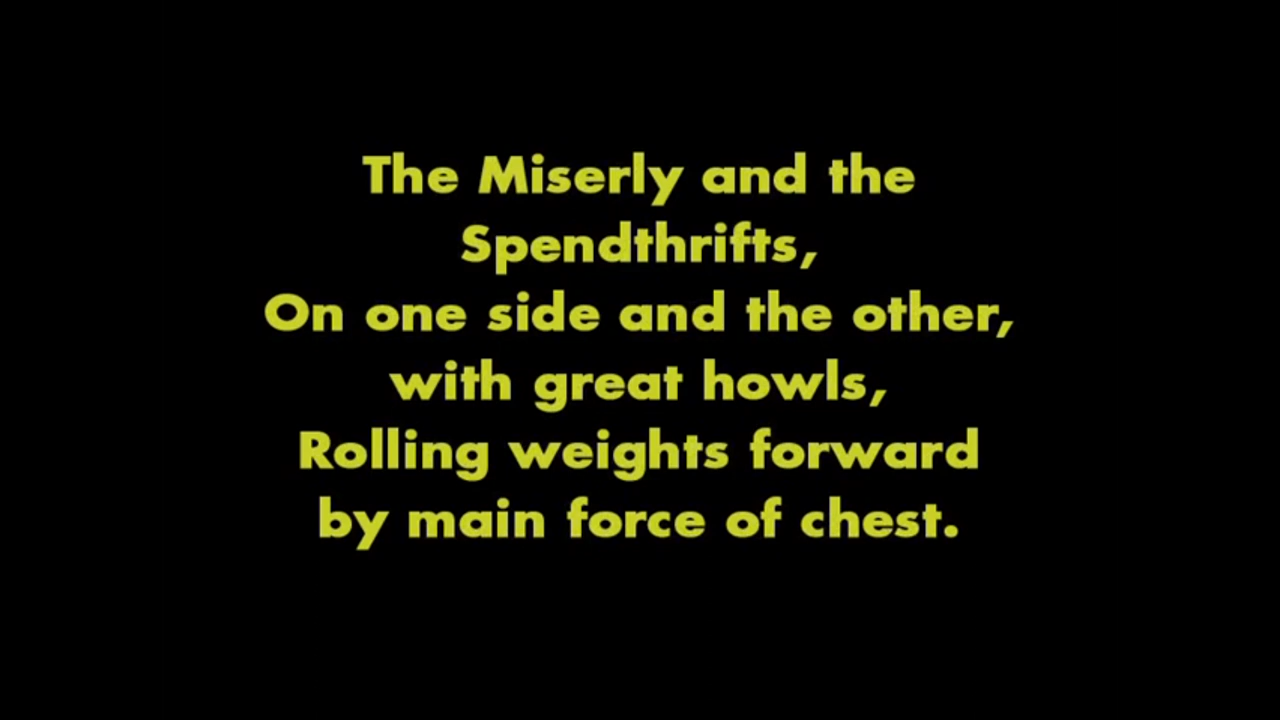 The Miserly and the
Spendthrifts,
On one side and the other,
with great howls,
Rolling weights forward
by main force of chest.